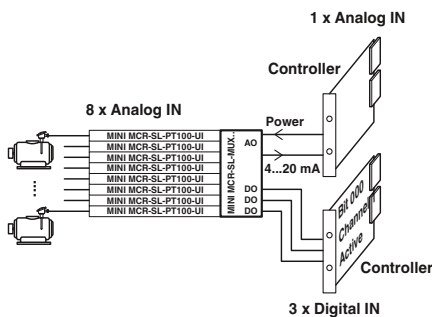 1 x Analog IN
Controller
8 x Analog IN
Power
MINI MCR-SL-PT100-UI
MINI MCR-SL-PT100-UI
MINI MCR-SL-PT100-UI
MINI MCR-SL-PT100-UI
MINI MCR-SL-PT100-UI
MINI MCR-SL-PT100-UI
MINI MCR-SL-PT100-UI
MINI MCR-SL-PT100-UI
MINI MCR-SL-MUX...
AO
4...20 mA
DO
DO
DO
Bit 000
Channel
Active
Controller
3 x Digital IN